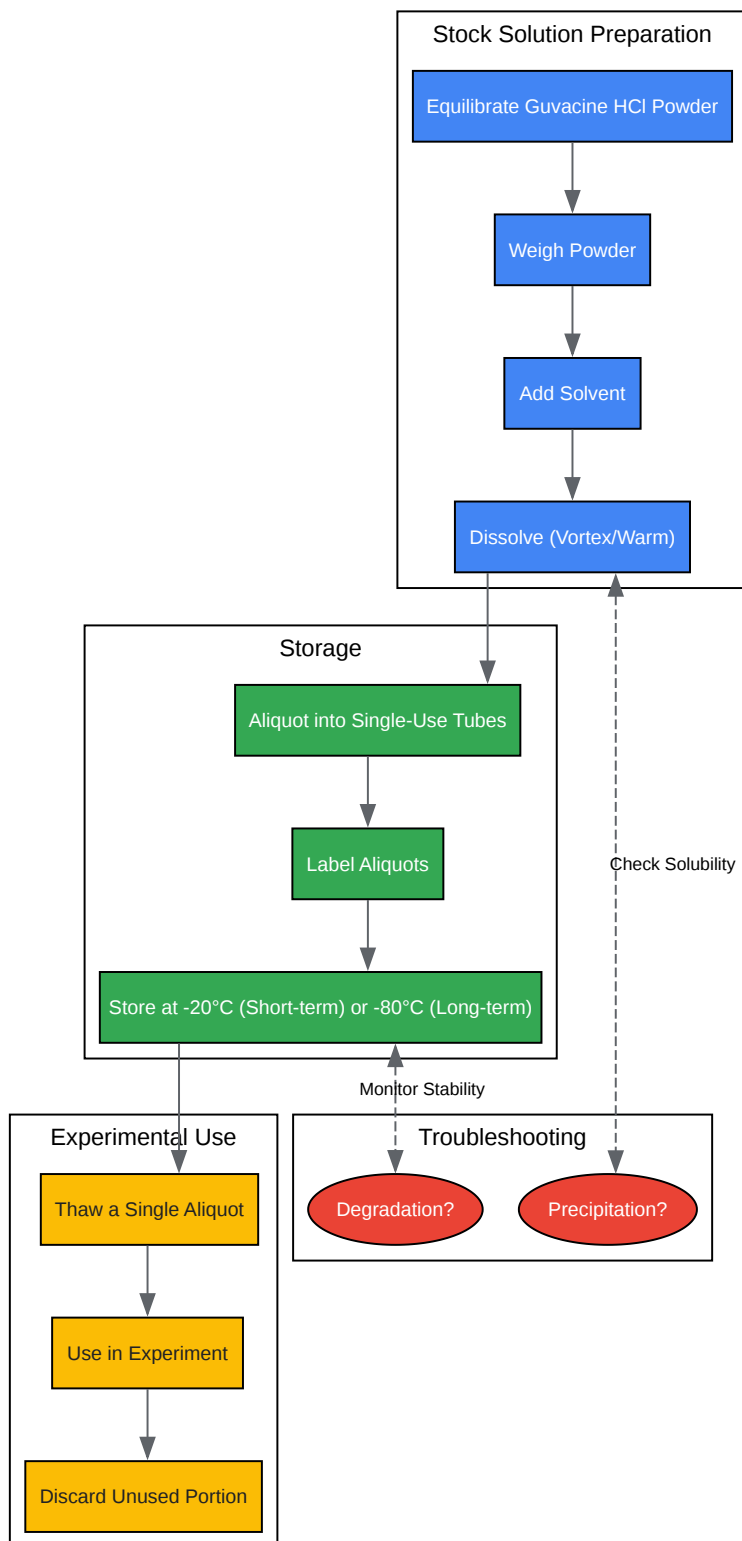 Stock Solution Preparation
Equilibrate Guvacine HCl Powder
Weigh Powder
Add Solvent
Dissolve (Vortex/Warm)
Storage
Aliquot into Single-Use Tubes
Label Aliquots
Check Solubility
Store at -20°C (Short-term) or -80°C (Long-term)
Monitor Stability
Experimental Use
Troubleshooting
Thaw a Single Aliquot
Degradation?
Precipitation?
Use in Experiment
Discard Unused Portion